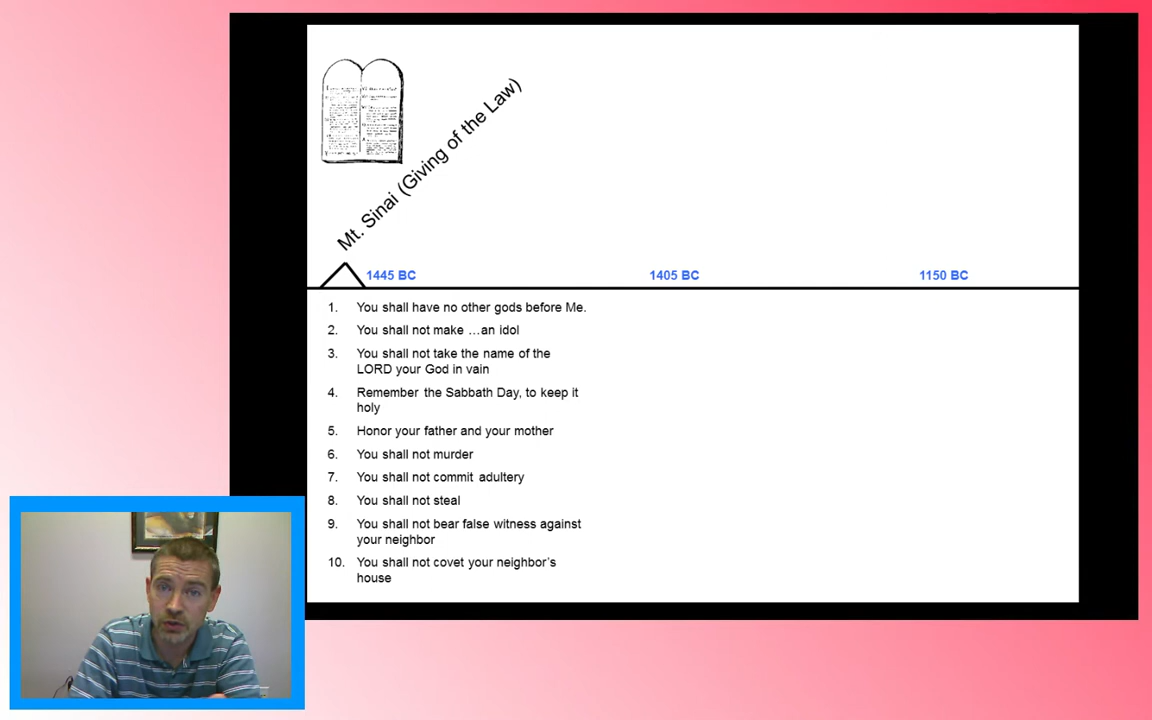 Mt. Sinai (Giving of the Law)
1445 BC
1405 BC
1150 BC
1. You shall have no other gods before Me.
2. You shall not make …an idol
3. You shall not take the name of the
LORD your God in vain
4. Remember the Sabbath Day, to keep it
holy
5. Honor your father and your mother
6. You shall not murder
7. You shall not commit adultery
8. You shall not steal
9. You shall not bear false witness against
your neighbor
10. You shall not covet your neighbor’s
house